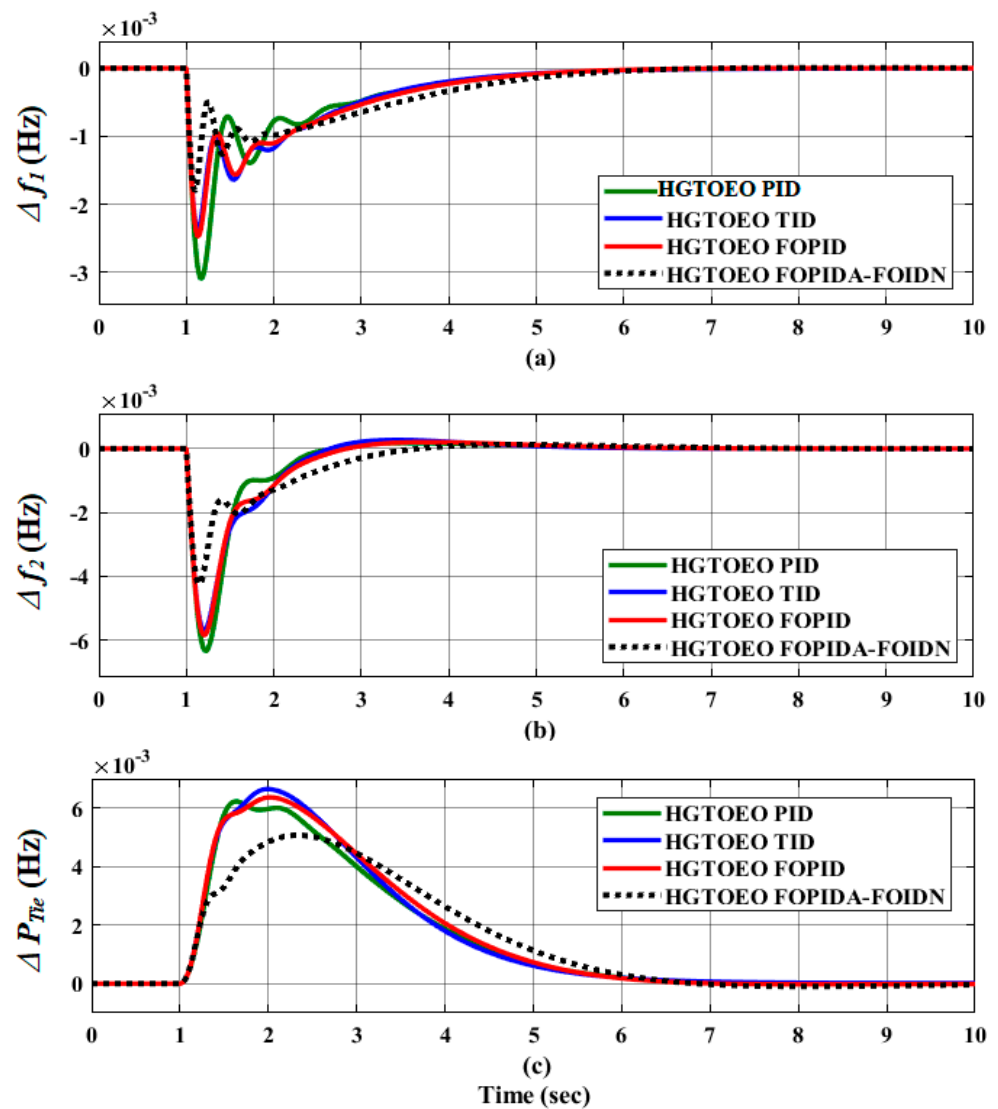 ×10-3
Δ f1 (Hz)
0
-1
-2
-3
HGTOEO PID
HGTOEO TID
HGTOEO FOPID
HGTOEO FOPIDA-FOIDN
0 1 2 3 4 5 6 7 8 9 10
(a)
×10-3
Δ f2 (Hz)
0
-2
-4
-6
HGTOEO PID
HGTOEO TID
HGTOEO FOPID
HGTOEO FOPIDA-FOIDN
0 1 2 3 4 5 6 7 8 9 10
(b)
×10-3
Δ PTie (Hz)
6
4
2
0
HGTOEO PID
HGTOEO TID
HGTOEO FOPID
HGTOEO FOPIDA-FOIDN
0 1 2 3 4 5 6 7 8 9 10
(c)
Time (sec)